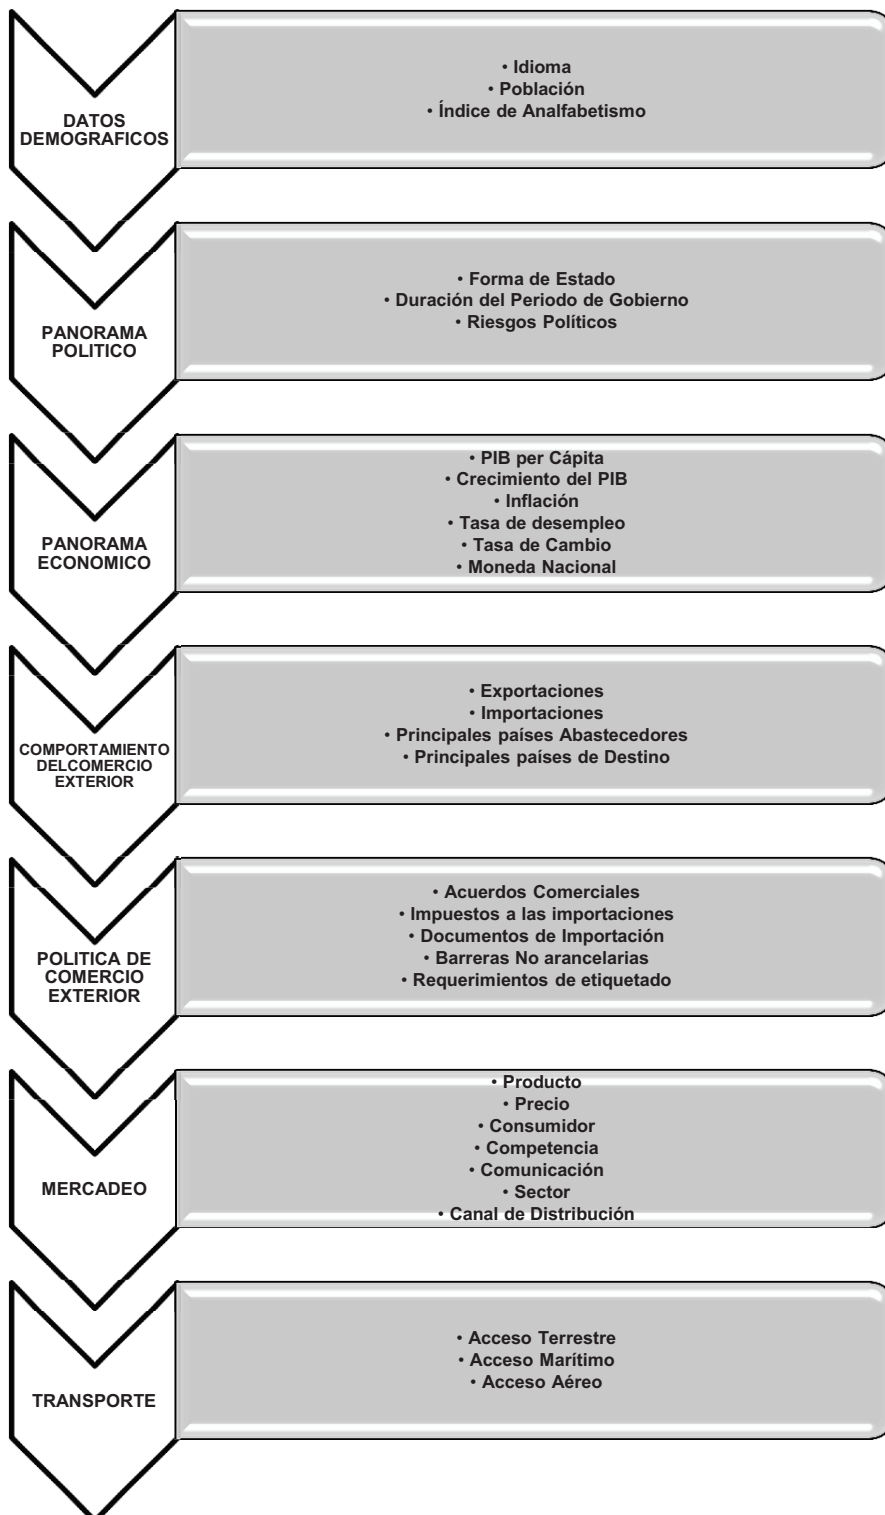 DATOS
DEMOGRAFICOS
• Idioma
• Población
• Índice de Analfabetismo
PANORAMA
POLITICO
• Forma de Estado
• Duración del Periodo de Gobierno
• Riesgos Políticos
PANORAMA
ECONOMICO
• PIB per Cápita
• Crecimiento del PIB
• Inflación
• Tasa de desempleo
• Tasa de Cambio
• Moneda Nacional
COMPORTAMIENTO
DELCOMERCIO
EXTERIOR
• Exportaciones
• Importaciones
• Principales países Abastecedores
• Principales países de Destino
POLITICA DE
COMERCIO
EXTERIOR
• Acuerdos Comerciales
• Impuestos a las importaciones
• Documentos de Importación
• Barreras No arancelarias
• Requerimientos de etiquetado
MERCADEO
• Producto
• Precio
• Consumidor
• Competencia
• Comunicación
• Sector
• Canal de Distribución
TRANSPORTE
• Acceso Terrestre
• Acceso Marítimo
• Acceso Aéreo